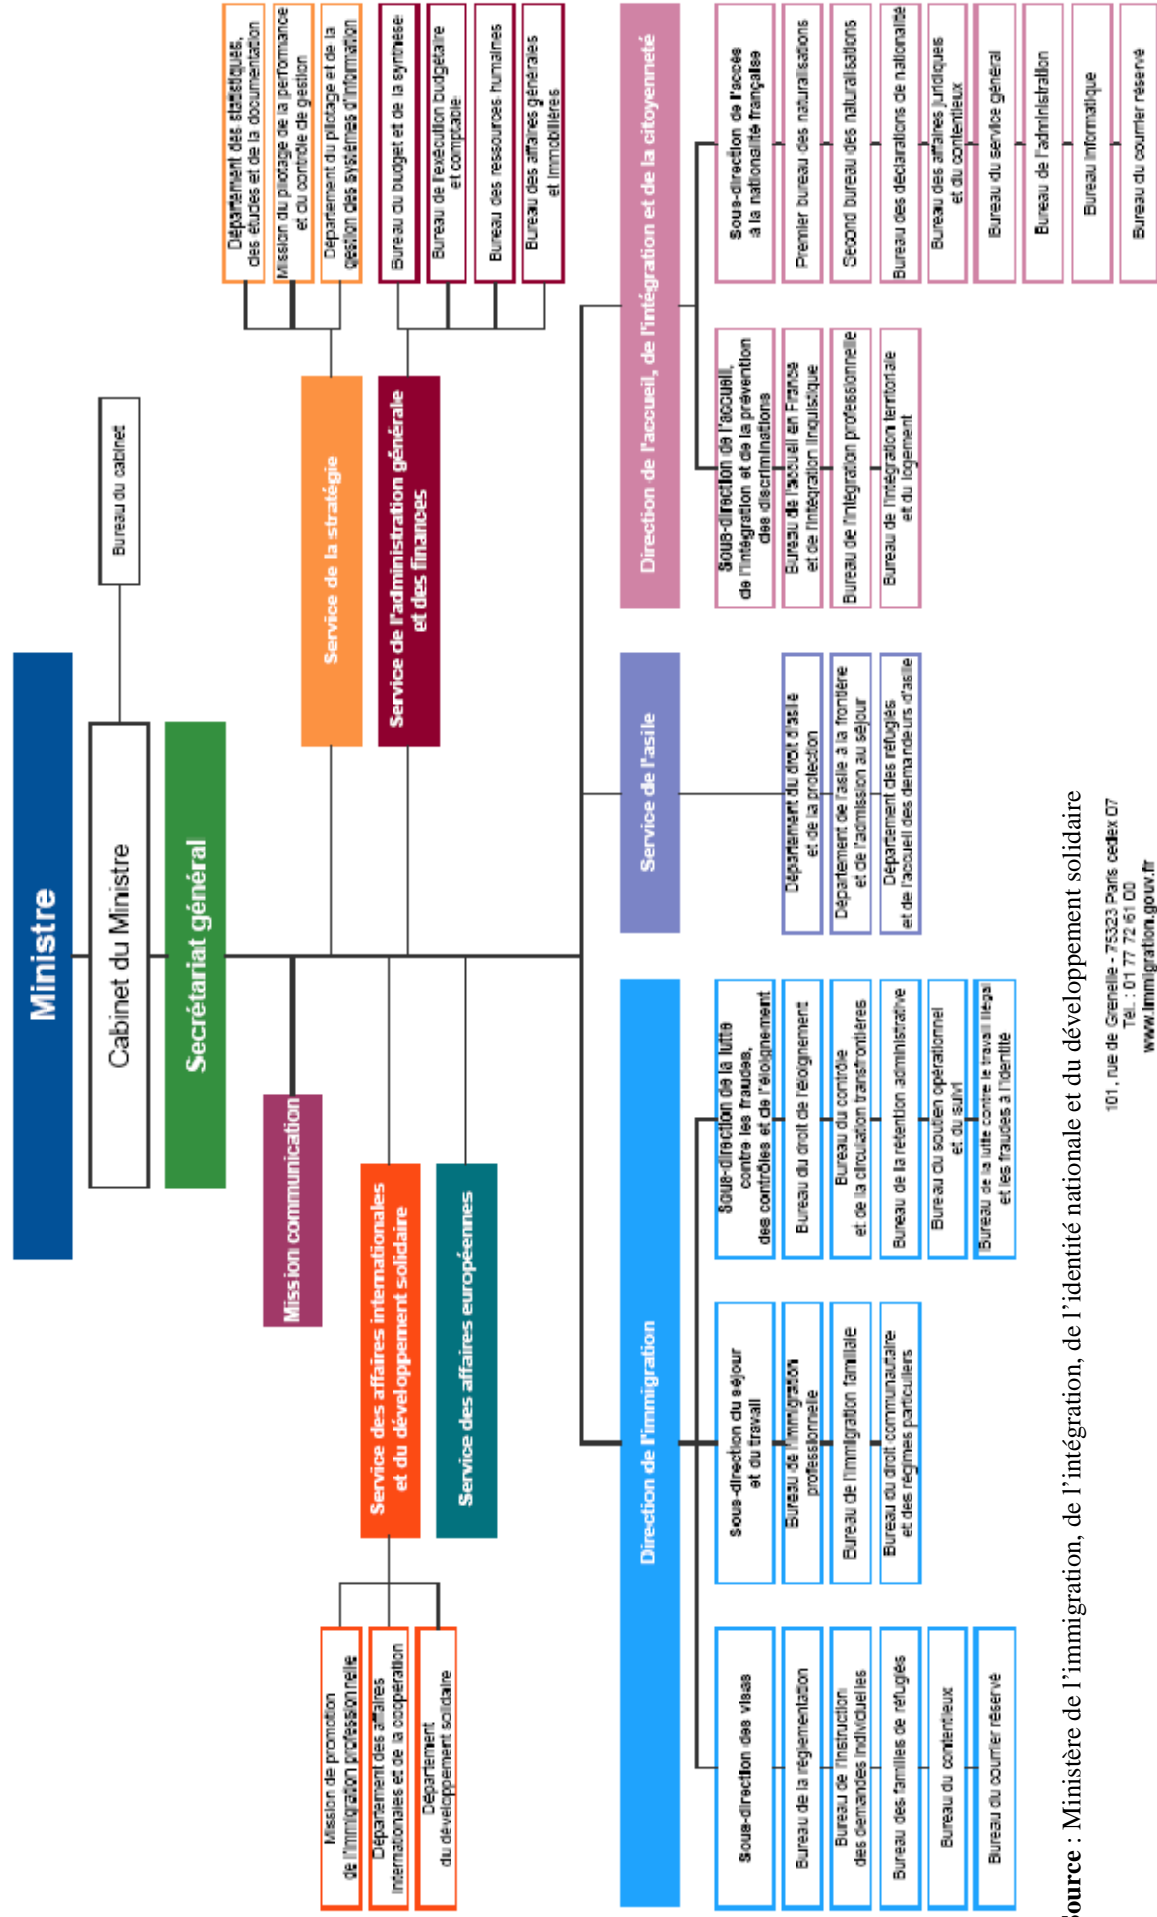 Ministre
Cabinet du Ministre
Bureau du cabinet
Secrétariat général
Mission communication
Service de la stratégie
Département des statistiques,
des études et de la documentation
Mission du pilotage de la performance
et du contrôle de gestion
Département du pilotage et de la
gestion des systèmes d'information
Service de l'administration générale
et des finances
Bureau du budget et de la synthèse
Bureau de l'exécution budgétaire
et comptable
Bureau des ressources humaines
Bureau des affaires générales
et immobilières
Service des affaires internationales
et du développement solidaire
Mission de promotion
de l'immigration professionnelle
Département des affaires
internationales et de la coopération
Département
du développement solidaire
Service des affaires européennes
Direction de l'immigration
Sous-direction des visas
Bureau de la réglementation
Bureau de l'instruction
des demandes individuelles
Bureau des familles de réfugiés
Bureau du contentieux
Bureau du courrier réservé
Sous-direction du séjour
et du travail
Bureau de l'immigration
professionnelle
Bureau de l'immigration familiale
Bureau du droit communautaire
et des régimes particuliers
Sous-direction de la lutte
contre les fraudes,
des contrôles et de l'éloignement
Bureau du droit de l'éloignement
Bureau du contrôle
et de la circulation transfrontières
Bureau de la rétention administrative
Bureau du soutien opérationnel
et du suivi
Bureau de la lutte contre le travail illégal
et les fraudes à l'identité
Service de l'asile
Département du droit d'asile
et de la protection
Département de l'asile à la frontière
et de l'admission au séjour
Département des réfugiés
et de l'accueil des demandeurs d'asile
Direction de l'accueil, de l'intégration et de la citoyenneté
Sous-direction de l'accueil,
de l'intégration et de la prévention
des discriminations
Bureau de l'accueil en France
et de l'intégration linguistique
Bureau de l'intégration professionnelle
Bureau de l'intégration territoriale
et du logement
Sous-direction de l'accès
à la nationalité française
Premier bureau des naturalisations
Second bureau des naturalisations
Bureau des déclarations de nationalité
Bureau des affaires juridiques
et du contentieux
Bureau du service général
Bureau de l'administration
Bureau informatique
Bureau du courrier réservé
ource : Ministère de l'immigration, de l'intégration, de l'identité nationale et du développement solidaire
101, rue de Grenelle - 75323 Paris cedex 07
Tél. : 01 77 72 61 00
www.immigration.gouv.fr